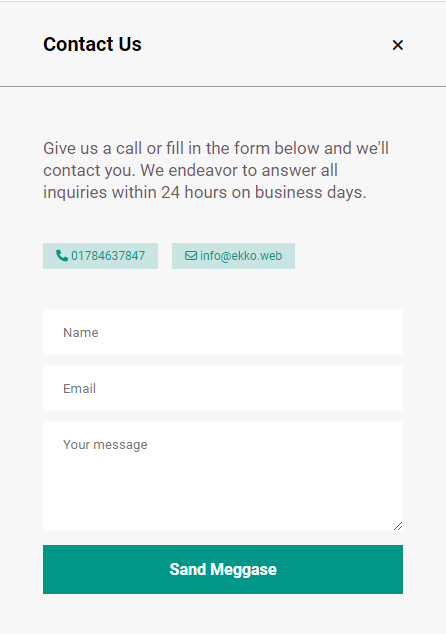 Contact Us
Give us a call or fill in the form below and we'll
contact you. We endeavor to answer all
inquiries within 24 hours on business days.
01784637847 info@ekko.web
Name
Email
Your message
Sand Meggase